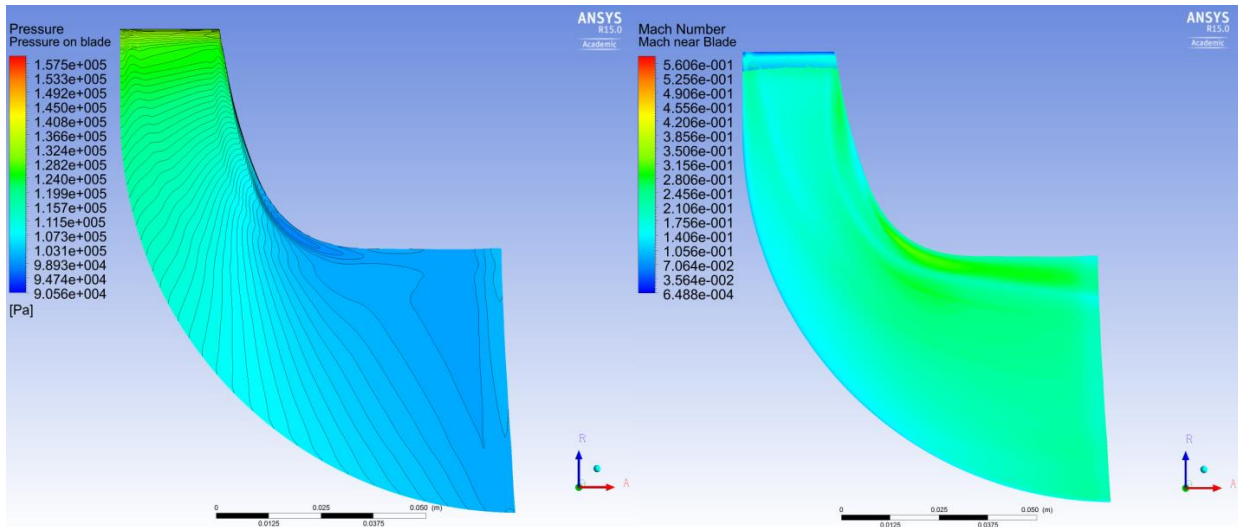 Pressure
Pressure on blade
1.575e+005
1.533e+005
1.492e+005
1.450e+005
1.408e+005
1.366e+005
1.324e+005
1.282e+005
1.240e+005
1.199e+005
1.157e+005
1.115e+005
1.073e+005
1.031e+005
9.893e+004
9.474e+004
9.056e+004
[Pa]
ANSYS
R15.0
Academic
0 0.025 0.050 (m)
0.0125 0.0375
R
A
Mach Number
Mach near Blade
5.606e-001
5.256e-001
4.906e-001
4.556e-001
4.206e-001
3.856e-001
3.506e-001
3.156e-001
2.806e-001
2.456e-001
2.106e-001
1.756e-001
1.406e-001
1.056e-001
7.064e-002
3.564e-002
6.488e-004
ANSYS
R15.0
Academic
0 0.025 0.050 (m)
0.0125 0.0375
R
A